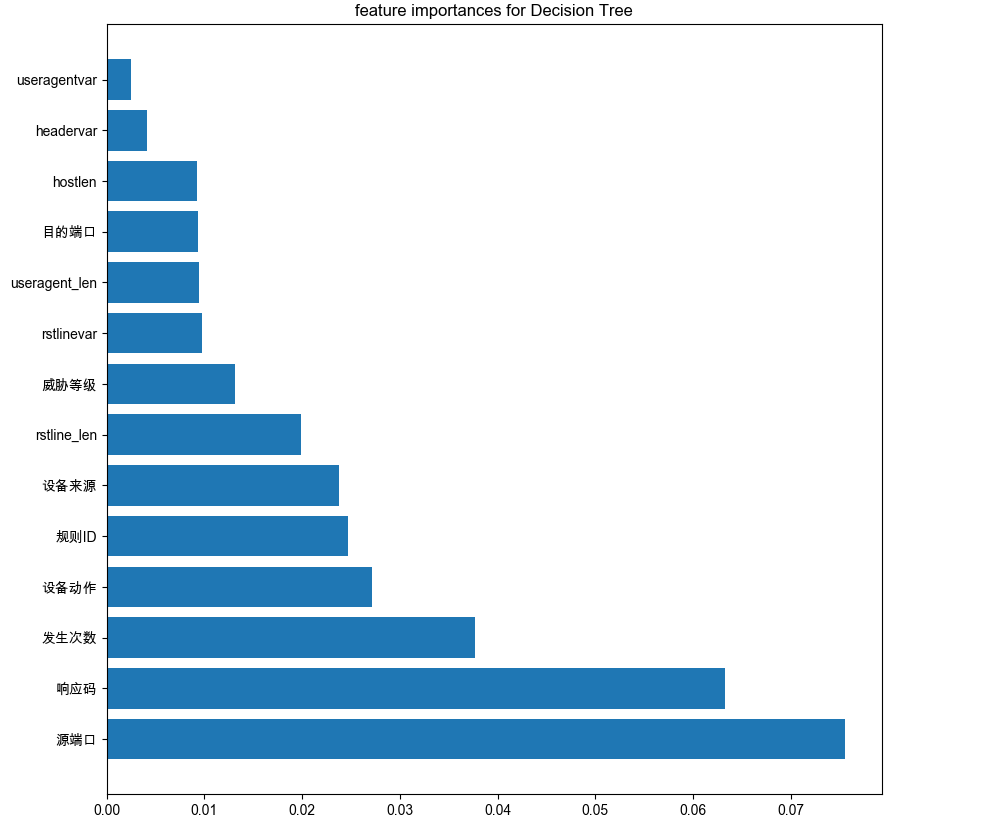 feature importances for Decision Tree
useragentvar
headervar
hostlen
目的端口
useragent_len
rstlinevar
威胁等级
rstline_len
设备来源
规则ID
设备动作
发生次数
响应码
源端口
0.00 0.01 0.02 0.03 0.04 0.05 0.06 0.07